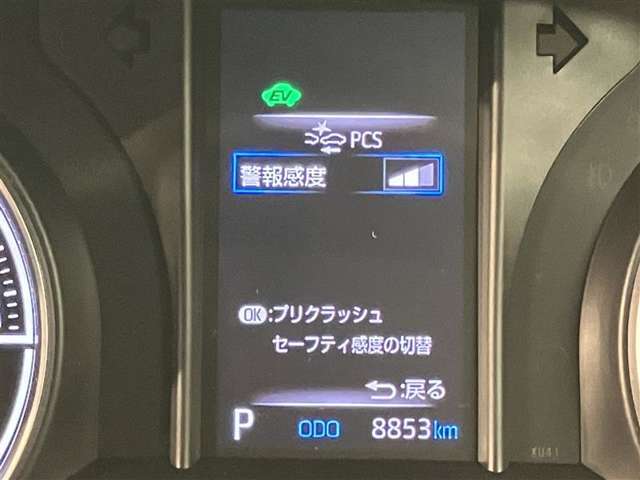 EV
PCS
警報感度
OK:プリクラッシュ
セーフティ感度の切替
:戻る
P ODO 8853km
XU41